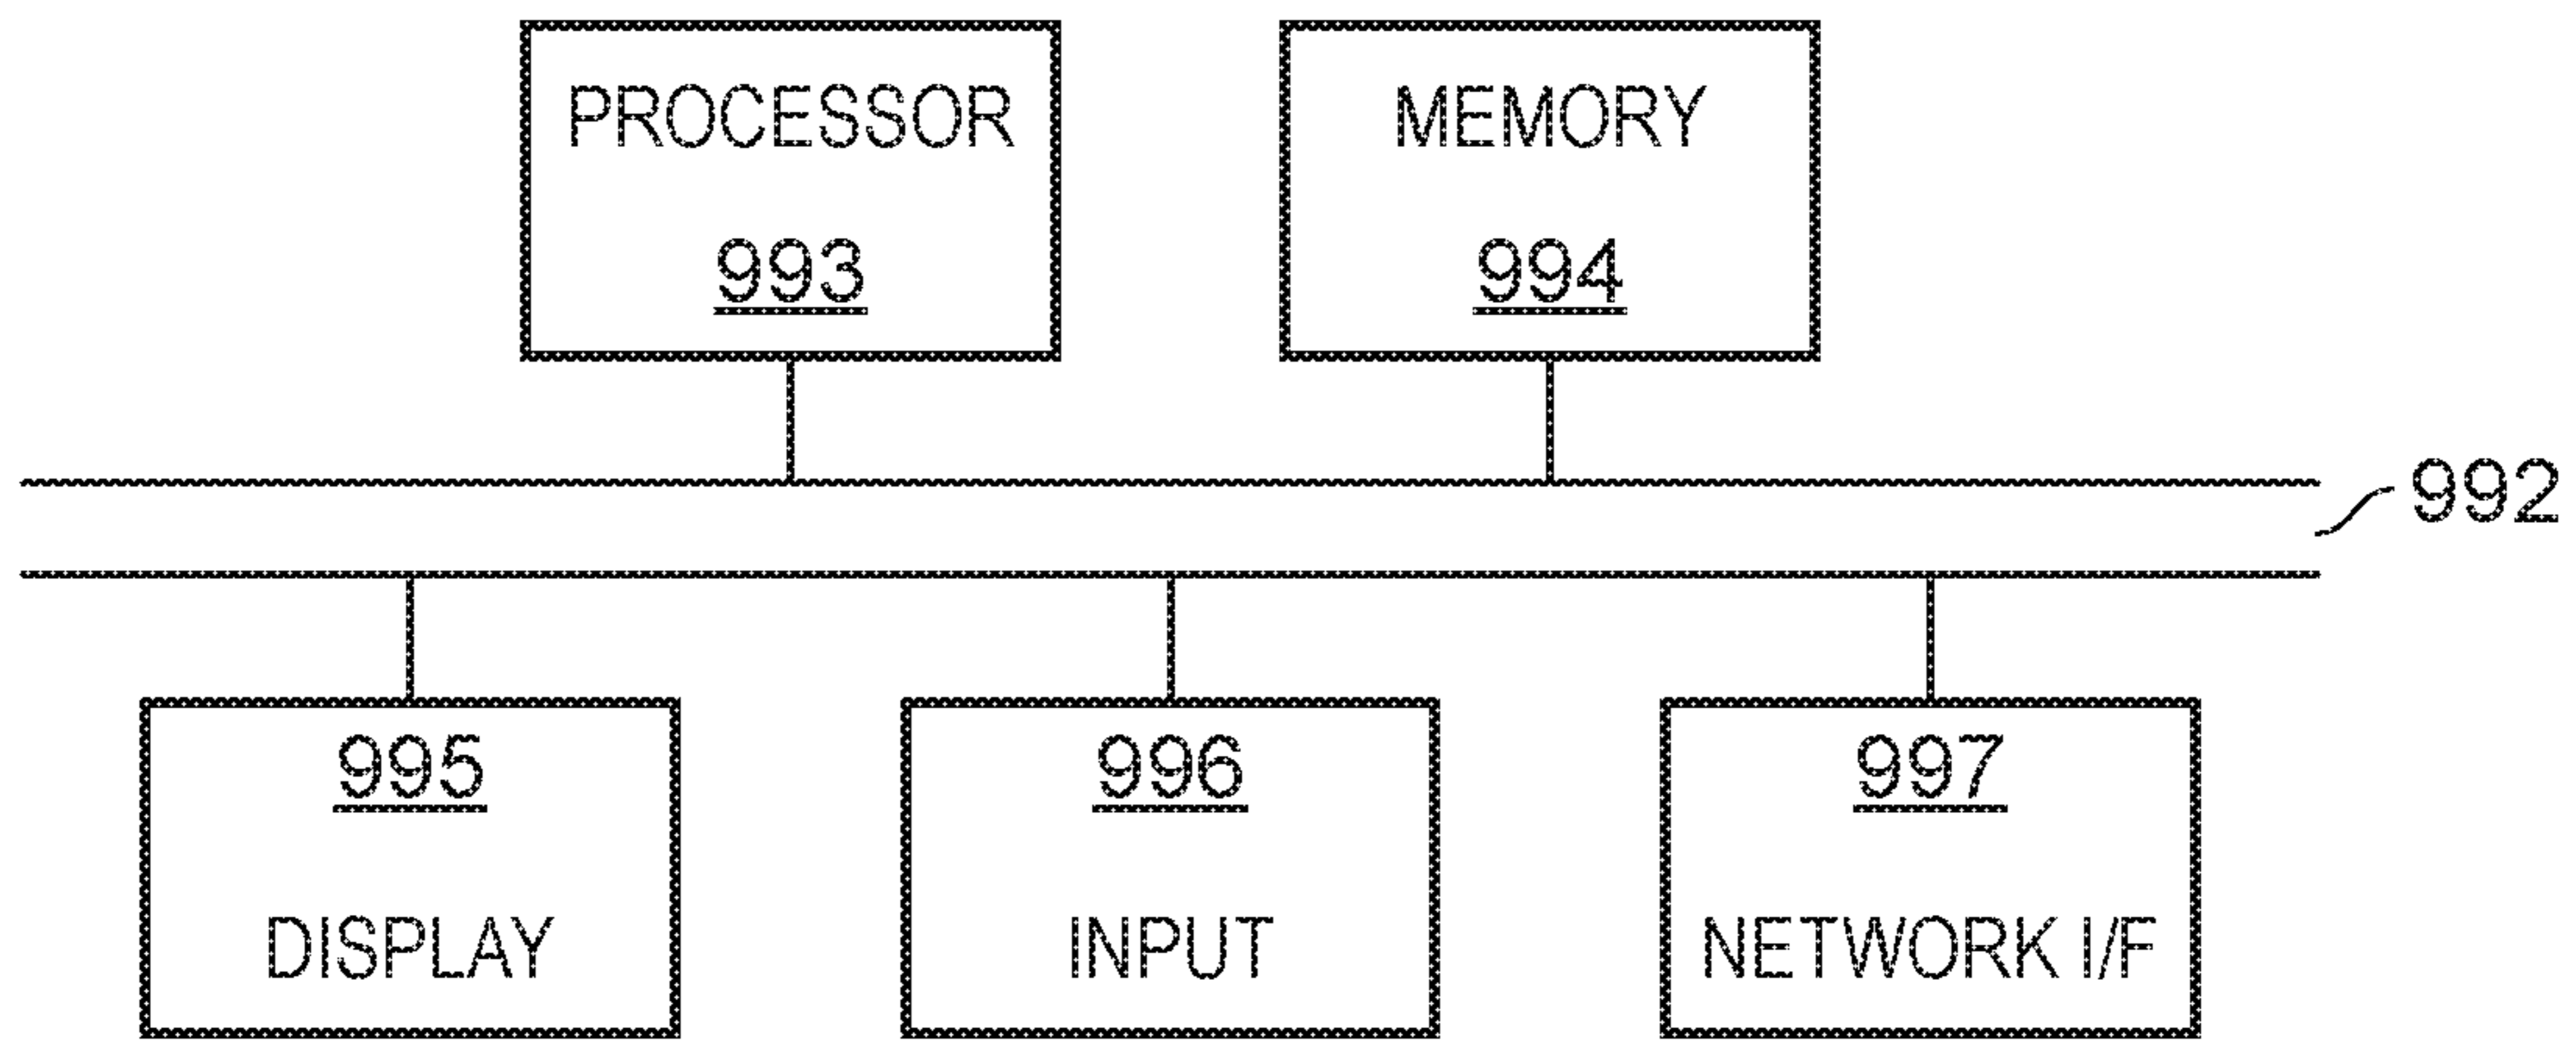 PROCESSOR
993
MEMORY
994
992
995
DISPLAY
996
INPUT
997
NETWORK I/F